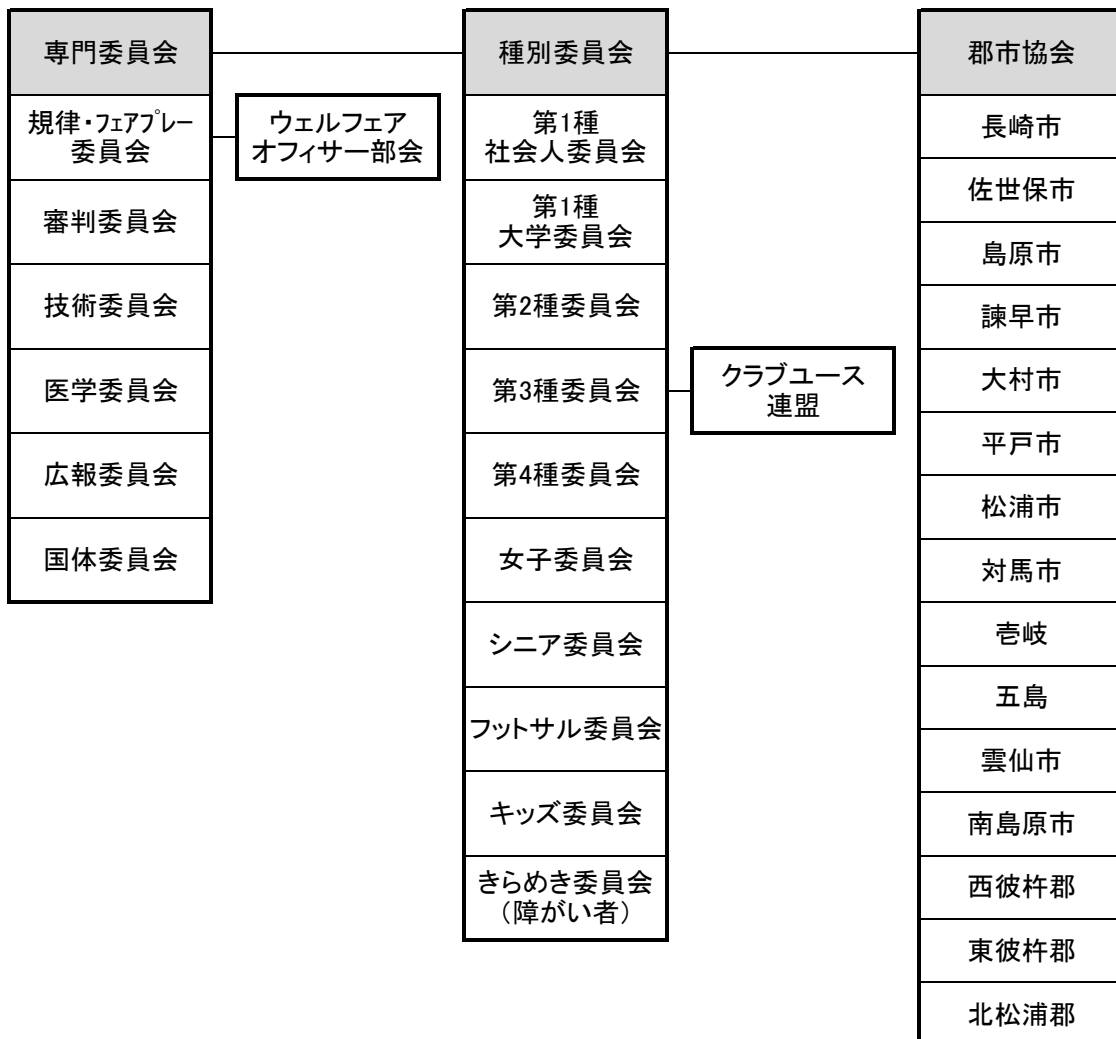 専門委員会
規律・フェアプレー
委員会
審判委員会
技術委員会
医学委員会
広報委員会
国体委員会
ウェルフェア
オフィサー部会
種別委員会
第1種
社会人委員会
第1種
大学委員会
第2種委員会
第3種委員会
第4種委員会
女子委員会
シニア委員会
フットサル委員会
キッズ委員会
きらめき委員会
(障がい者)
クラブユース
連盟
郡市協会
長崎市
佐世保市
島原市
諫早市
大村市
平戸市
松浦市
対馬市
壱岐
五島
雲仙市
南島原市
西彼杵郡
東彼杵郡
北松浦郡